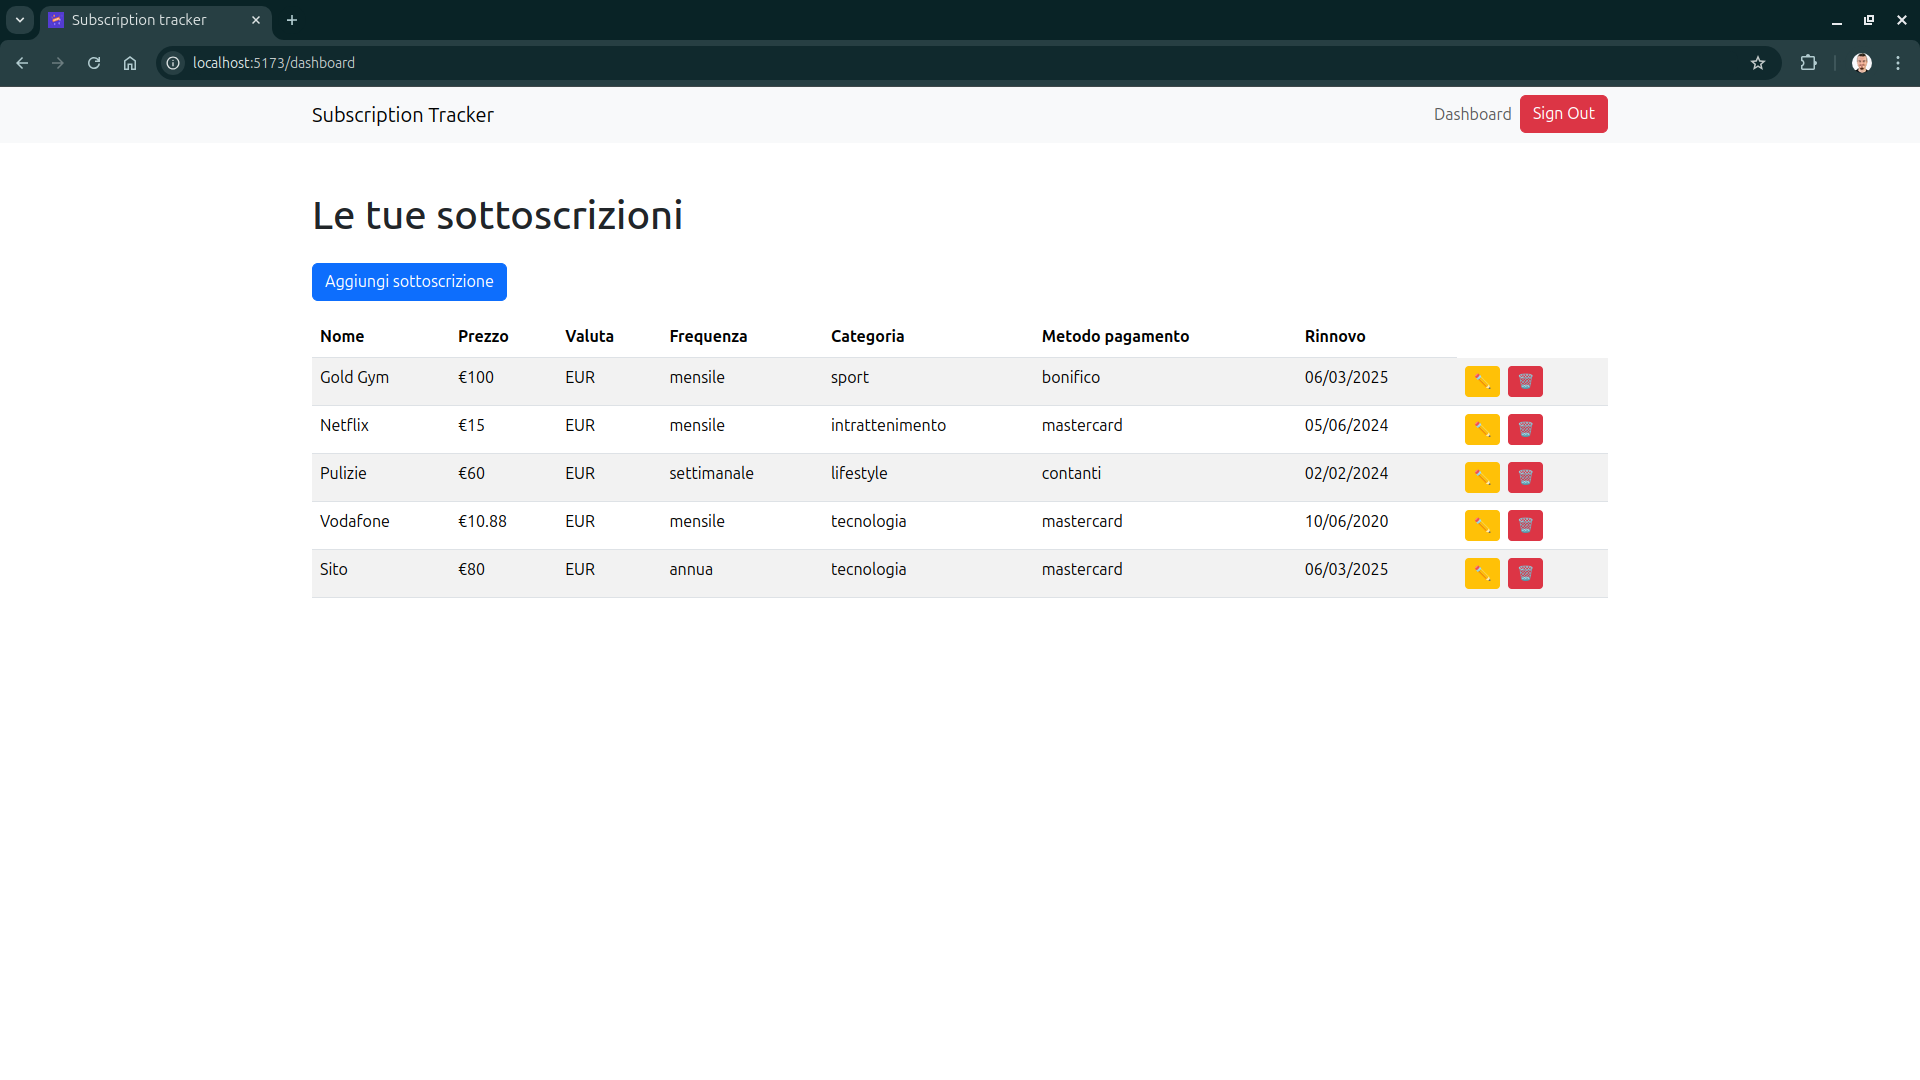 Subscription tracker
localhost:5173/dashboard
Subscription Tracker Dashboard Sign Out
Le tue sottoscrizioni
Aggiungi sottoscrizione
Nome Prezzo Valuta Frequenza Categoria Metodo pagamento Rinnovo
Gold Gym €100 EUR mensile sport bonifico 06/03/2025
Netflix €15 EUR mensile intrattenimento mastercard 05/06/2024
Pulizie €60 EUR settimanale lifestyle contanti 02/02/2024
Vodafone €10.88 EUR mensile tecnologia mastercard 10/06/2020
Sito €80 EUR annua tecnologia mastercard 06/03/2025